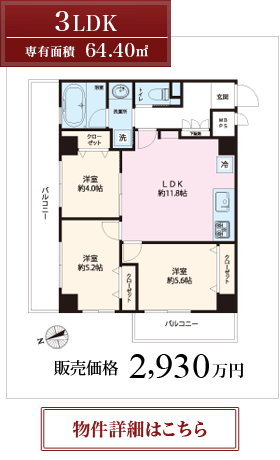 3LDK
専有面積 64.40㎡
浴室
洗面所
トイレ
玄関
下駄箱
MB
PS
洗
冷
クローゼット
洋室
約4.0帖
LDK
約11.8帖
バルコニー
洋室
約5.2帖
洋室
約5.6帖
クローゼット
クローゼット
バルコニー
N
販売価格 2,930万円
物件詳細はこちら